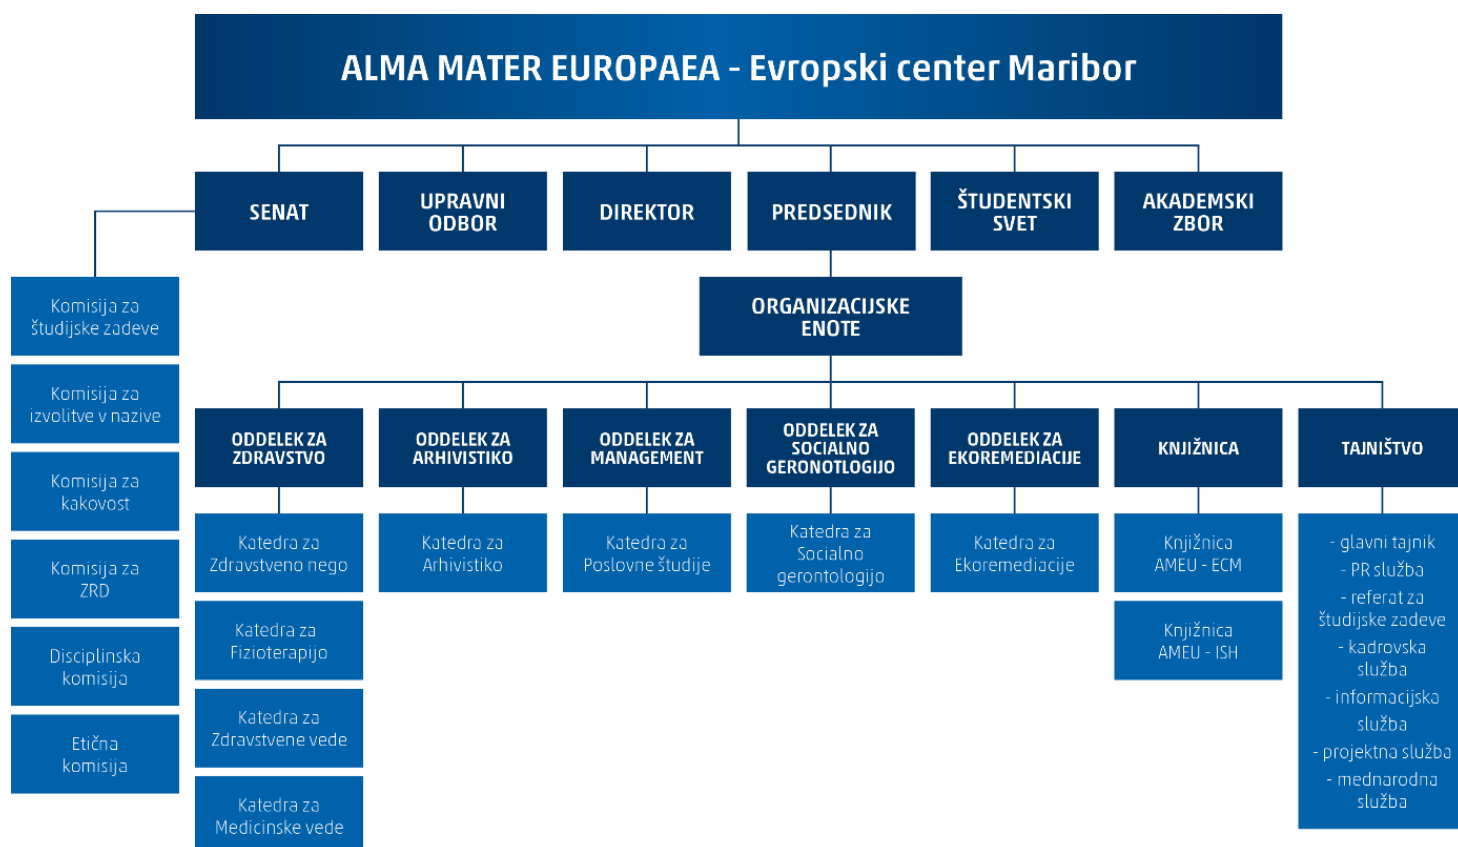 ALMA MATER EUROPAEA - Evropski center Maribor
SENAT
UPRAVNI
ODBOR
DIREKTOR
PREDSEDNIK
ŠTUDENTSKI
SVET
AKADEMSKI
ZBOR
Komisija za
študijske zadeve
Komisija za
izvolitve v nazive
Komisija za
kakovost
Komisija za
ZRD
Disciplinska
komisija
Etična
komisija
ORGANIZACIJSKE
ENOTE
ODDELEK ZA
ZDRAVSTVO
ODDELEK ZA
ARHIVISTIKO
ODDELEK ZA
MANAGEMENT
ODDELEK ZA
SOCIALNO
GERONOTLOGIJO
ODDELEK ZA
EKOREMEDIACIJE
KNJIŽNICA
TAJNIŠTVO
Katedra za
Zdravstveno nego
Katedra za
Fizioterapijo
Katedra za
Zdravstvene vede
Katedra za
Medicinske vede
Katedra za
Arhivistiko
Katedra za
Poslovne študije
Katedra za
Socialno
gerontologijo
Katedra za
Ekoremediacije
Knjižnica
AMEU - ECM
Knjižnica
AMEU - ISH
- glavni tajnik
- PR služba
- referat za
študijske zadeve
- kadrovska
služba
- informacijska
služba
- projektna služba
- mednarodna
služba